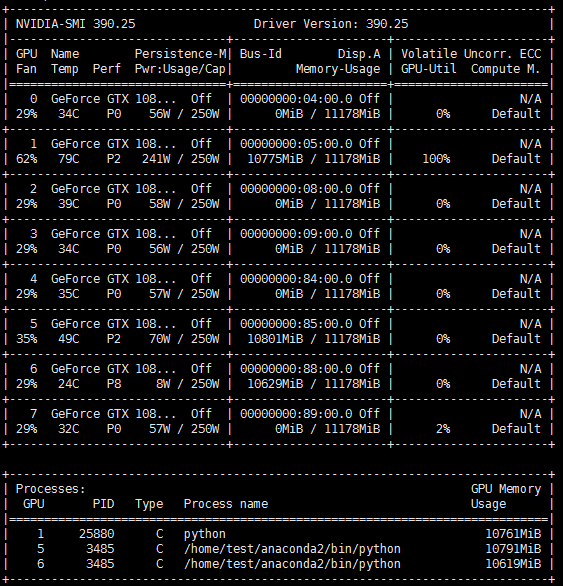 NVIDIA-SMI 390.25 Driver Version: 390.25
GPU Name Persistence-M| Bus-Id Disp.A | Volatile Uncorr. ECC
Fan Temp Perf Pwr:Usage/Cap| Memory-Usage | GPU-Util Compute M.
0 GeForce GTX 108... Off | 00000000:04:00.0 Off | N/A
29% 34C P0 56W / 250W | 0MiB / 11178MiB | 0% Default
1 GeForce GTX 108... Off | 00000000:05:00.0 Off | N/A
62% 79C P2 241W / 250W | 10775MiB / 11178MiB | 100% Default
2 GeForce GTX 108... Off | 00000000:08:00.0 Off | N/A
29% 39C P0 58W / 250W | 0MiB / 11178MiB | 0% Default
3 GeForce GTX 108... Off | 00000000:09:00.0 Off | N/A
29% 34C P0 56W / 250W | 0MiB / 11178MiB | 0% Default
4 GeForce GTX 108... Off | 00000000:84:00.0 Off | N/A
29% 35C P0 57W / 250W | 0MiB / 11178MiB | 0% Default
5 GeForce GTX 108... Off | 00000000:85:00.0 Off | N/A
35% 49C P2 70W / 250W | 10801MiB / 11178MiB | 0% Default
6 GeForce GTX 108... Off | 00000000:88:00.0 Off | N/A
29% 24C P8 8W / 250W | 10629MiB / 11178MiB | 0% Default
7 GeForce GTX 108... Off | 00000000:89:00.0 Off | N/A
29% 32C P0 57W / 250W | 0MiB / 11178MiB | 2% Default
Processes: GPU Memory
GPU PID Type Process name Usage
1 25880 C python 10761MiB
5 3485 C /home/test/anaconda2/bin/python 10791MiB
6 3485 C /home/test/anaconda2/bin/python 10619MiB